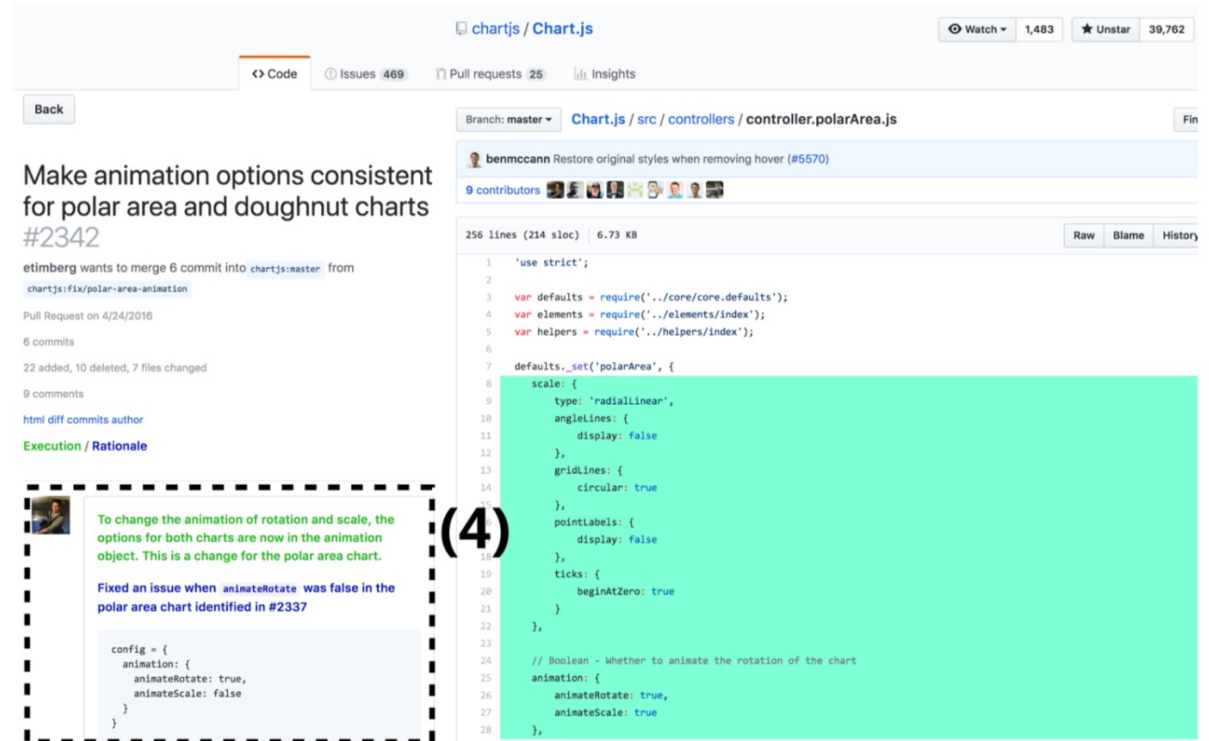 chartjs / Chart.js
Watch 1,483 Unstar 39,762
Code Issues 469 Pull requests 25 Insights
Back
Make animation options consistent
for polar area and doughnut charts
#2342
etimberg wants to merge 6 commit into chartjs:master from
chartjs:fix/polar-area-animation
Pull Request on 4/24/2016
6 commits
22 added, 10 deleted, 7 files changed
9 comments
html diff commits author
Execution / Rationale
To change the animation of rotation and scale, the
options for both charts are now in the animation
object. This is a change for the polar area chart.
Fixed an issue when animateRotate was false in the
polar area chart identified in #2337
config = {
animation: {
animateRotate: true,
animateScale: false
}
}
(4)
Branch: master Chart.js / src / controllers / controller.polarArea.js
Fin
benmccann Restore original styles when removing hover (#5570)
9 contributors
256 lines (214 sloc) 6.73 KB
Raw Blame History
1 'use strict';
2
3 var defaults = require('../core/core.defaults');
4 var elements = require('../elements/index');
5 var helpers = require('../helpers/index');
6
7 defaults._set('polarArea', {
8 scale: {
9 type: 'radialLinear',
10 angleLines: {
11 display: false
12 },
13 gridLines: {
14 circular: true
},
pointLabels: {
display: false
18 },
19 ticks: {
20 beginAtZero: true
21 }
22 },
23
24 // Boolean - Whether to animate the rotation of the chart
25 animation: {
26 animateRotate: true,
27 animateScale: true
28 },